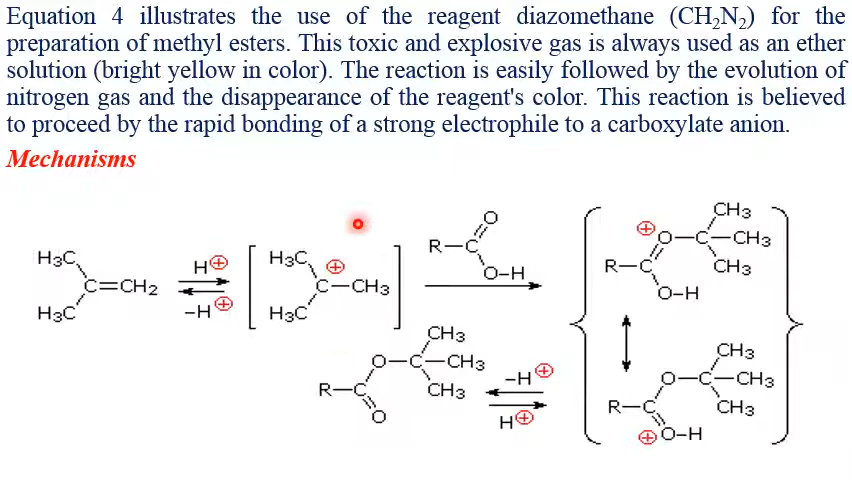 Equation 4 illustrates the use of the reagent diazomethane (CH₂N₂) for the
preparation of methyl esters. This toxic and explosive gas is always used as an ether
solution (bright yellow in color). The reaction is easily followed by the evolution of
nitrogen gas and the disappearance of the reagent's color. This reaction is believed
to proceed by the rapid bonding of a strong electrophile to a carboxylate anion.
Mechanisms
H3C
C=CH2
H3C
H⊕
–H⊕
H3C
⊕
C–CH3
H3C
O
R–C
O–H
CH3
⊕
O–C–CH3
R–C
CH3
O–H
CH3
O–C–CH3
R–C
CH3
O
–H⊕
H⊕
CH3
O–C–CH3
R–C
CH3
⊕O–H